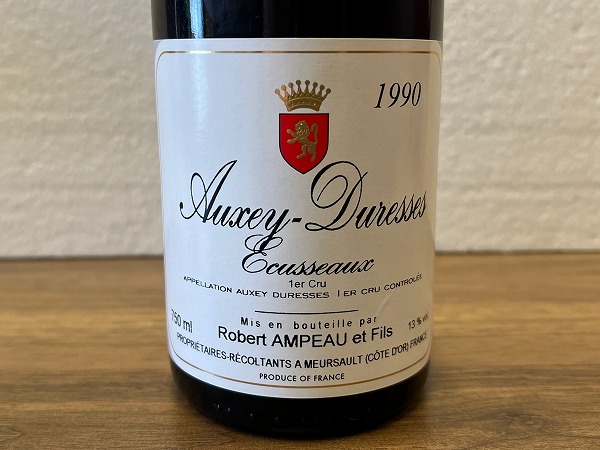 1990
Auxey-Duresses
Ecusseaux
1er Cru
APPELLATION AUXEY DURESSES 1ER CRU CONTROLÉE
Mis en bouteille par
750 ml Robert AMPEAU et Fils 13 % vol
PROPRIÉTAIRES-RÉCOLTANTS A MEURSAULT (CÔTE D'OR) FRANCE
PRODUCE OF FRANCE